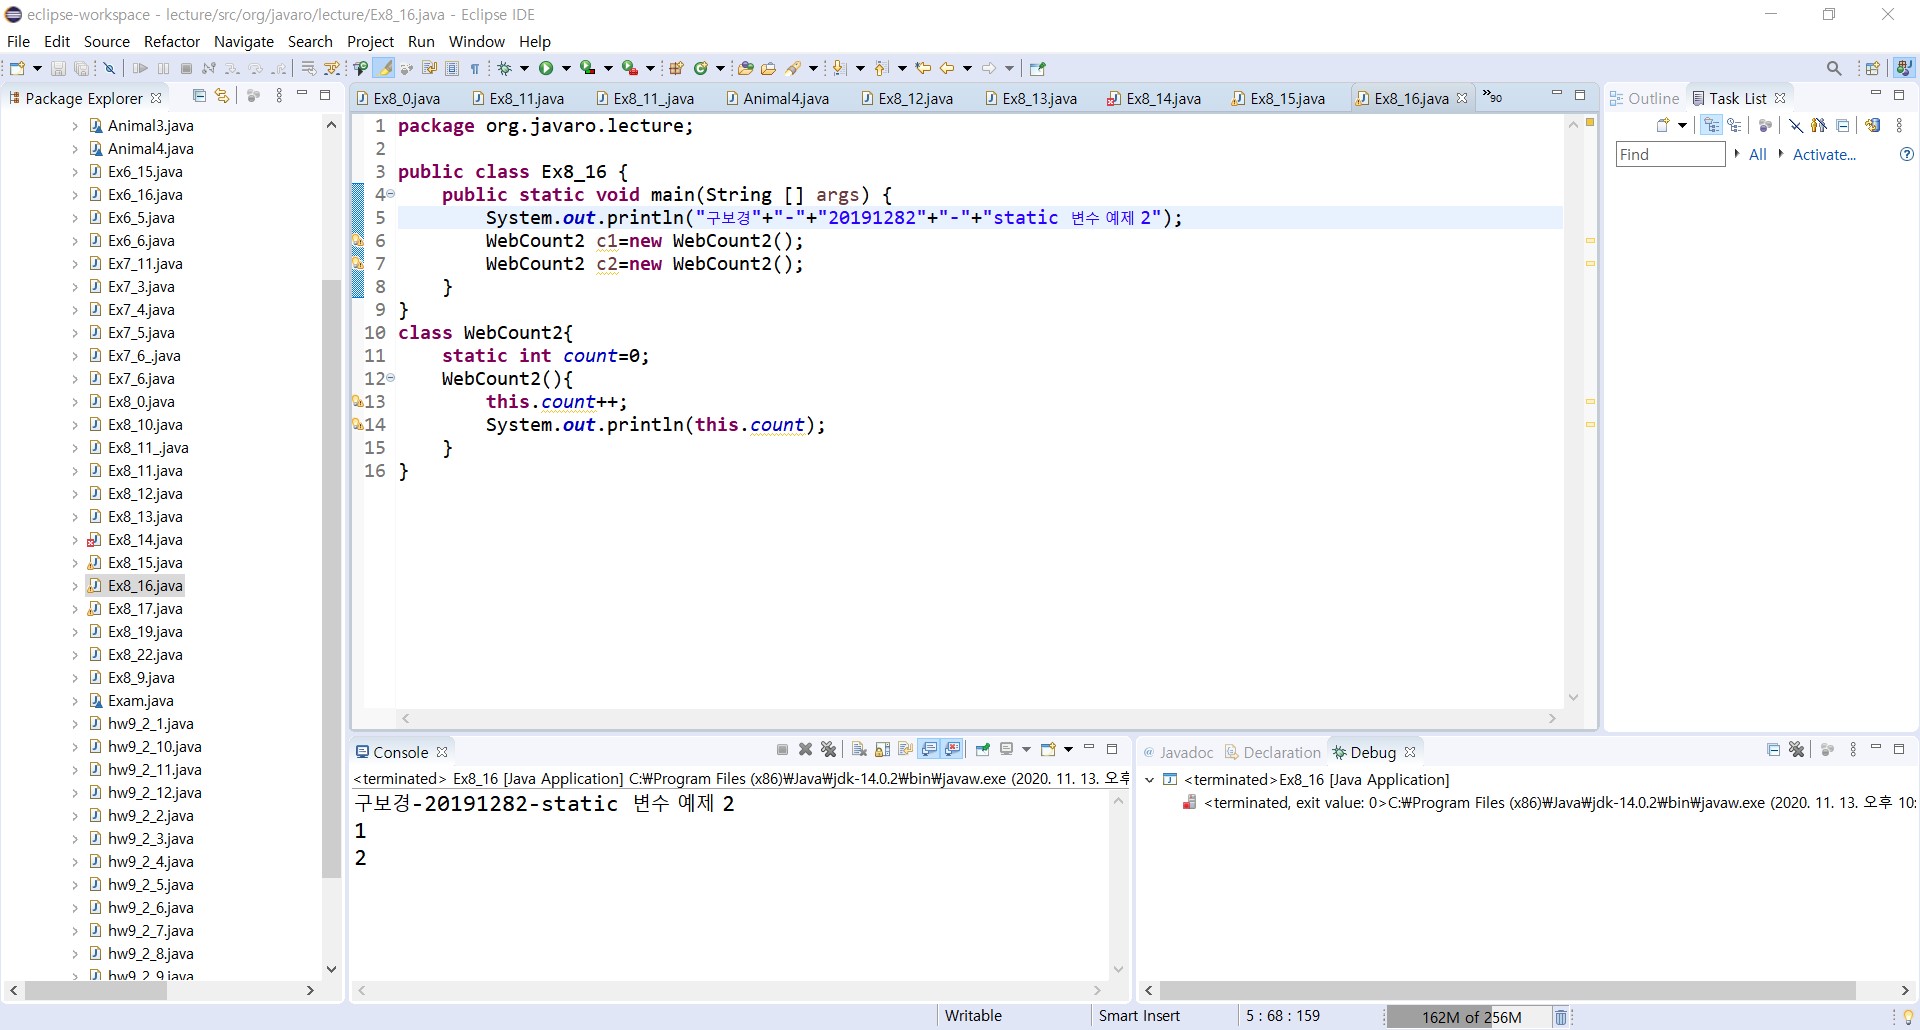 eclipse-workspace - lecture/src/org/javaro/lecture/Ex8_16.java - Eclipse IDE
File Edit Source Refactor Navigate Search Project Run Window Help
Package Explorer
Animal3.java
Animal4.java
Ex6_15.java
Ex6_16.java
Ex6_5.java
Ex6_6.java
Ex7_11.java
Ex7_3.java
Ex7_4.java
Ex7_5.java
Ex7_6_.java
Ex7_6.java
Ex8_0.java
Ex8_10.java
Ex8_11_.java
Ex8_11.java
Ex8_12.java
Ex8_13.java
Ex8_14.java
Ex8_15.java
Ex8_16.java
Ex8_17.java
Ex8_19.java
Ex8_22.java
Ex8_9.java
Exam.java
hw9_2_1.java
hw9_2_10.java
hw9_2_11.java
hw9_2_12.java
hw9_2_2.java
hw9_2_3.java
hw9_2_4.java
hw9_2_5.java
hw9_2_6.java
hw9_2_7.java
hw9_2_8.java
hw9_2_9.java
Ex8_0.java Ex8_11.java Ex8_11_.java Animal4.java Ex8_12.java Ex8_13.java Ex8_14.java Ex8_15.java Ex8_16.java »90
1 package org.javaro.lecture;
2
3 public class Ex8_16 {
4 public static void main(String [] args) {
5 System.out.println("구보경"+"-"+"20191282"+"-"+"static 변수 예제 2");
6 WebCount2 c1=new WebCount2();
7 WebCount2 c2=new WebCount2();
8 }
9 }
10 class WebCount2{
11 static int count=0;
12 WebCount2(){
13 this.count++;
14 System.out.println(this.count);
15 }
16 }
Outline Task List
Find All Activate...
Console
<terminated> Ex8_16 [Java Application] C:₩Program Files (x86)₩Java₩jdk-14.0.2₩bin₩javaw.exe (2020. 11. 13. 오후
구보경-20191282-static 변수 예제 2
1
2
Javadoc Declaration Debug
<terminated>Ex8_16 [Java Application]
<terminated, exit value: 0>C:₩Program Files (x86)₩Java₩jdk-14.0.2₩bin₩javaw.exe (2020. 11. 13. 오후 10:
Writable Smart Insert 5 : 68 : 159 162M of 256M